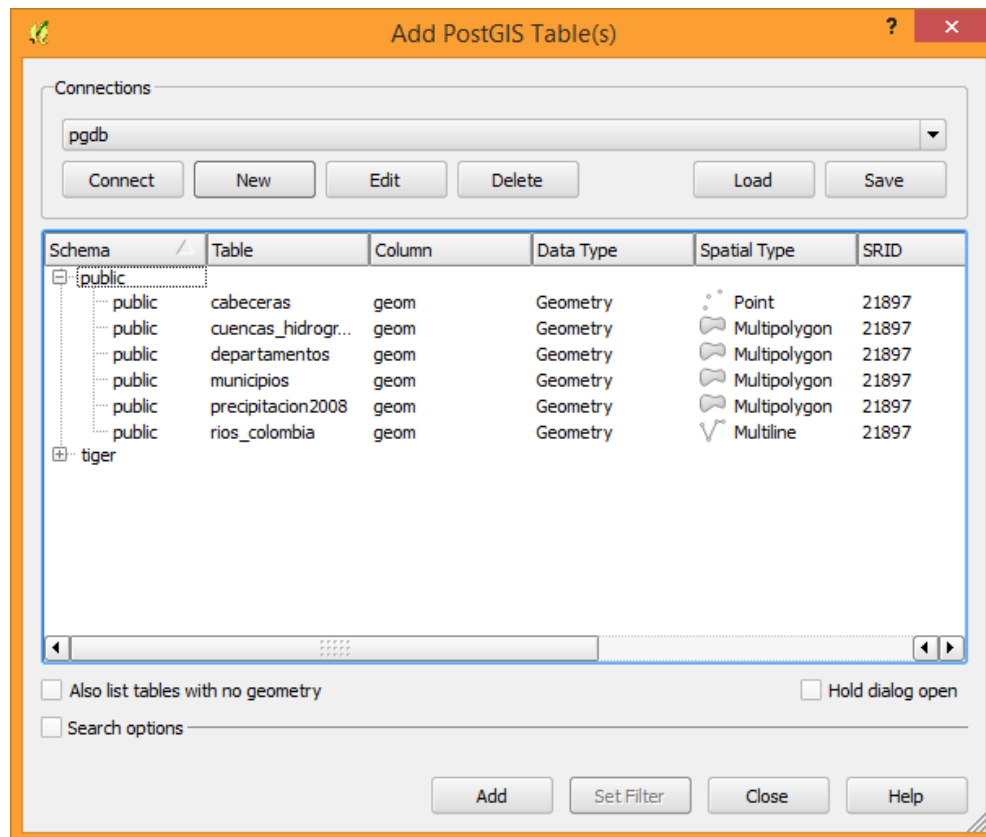 Add PostGIS Table(s)
?
Connections
pgdb
Connect New Edit Delete Load Save
Schema Table Column Data Type Spatial Type SRID
public
public cabeceras geom Geometry Point 21897
public cuencas_hidrogr... geom Geometry Multipolygon 21897
public departamentos geom Geometry Multipolygon 21897
public municipios geom Geometry Multipolygon 21897
public precipitacion2008 geom Geometry Multipolygon 21897
public rios_colombia geom Geometry Multiline 21897
tiger
Also list tables with no geometry Hold dialog open
Search options
Add Set Filter Close Help